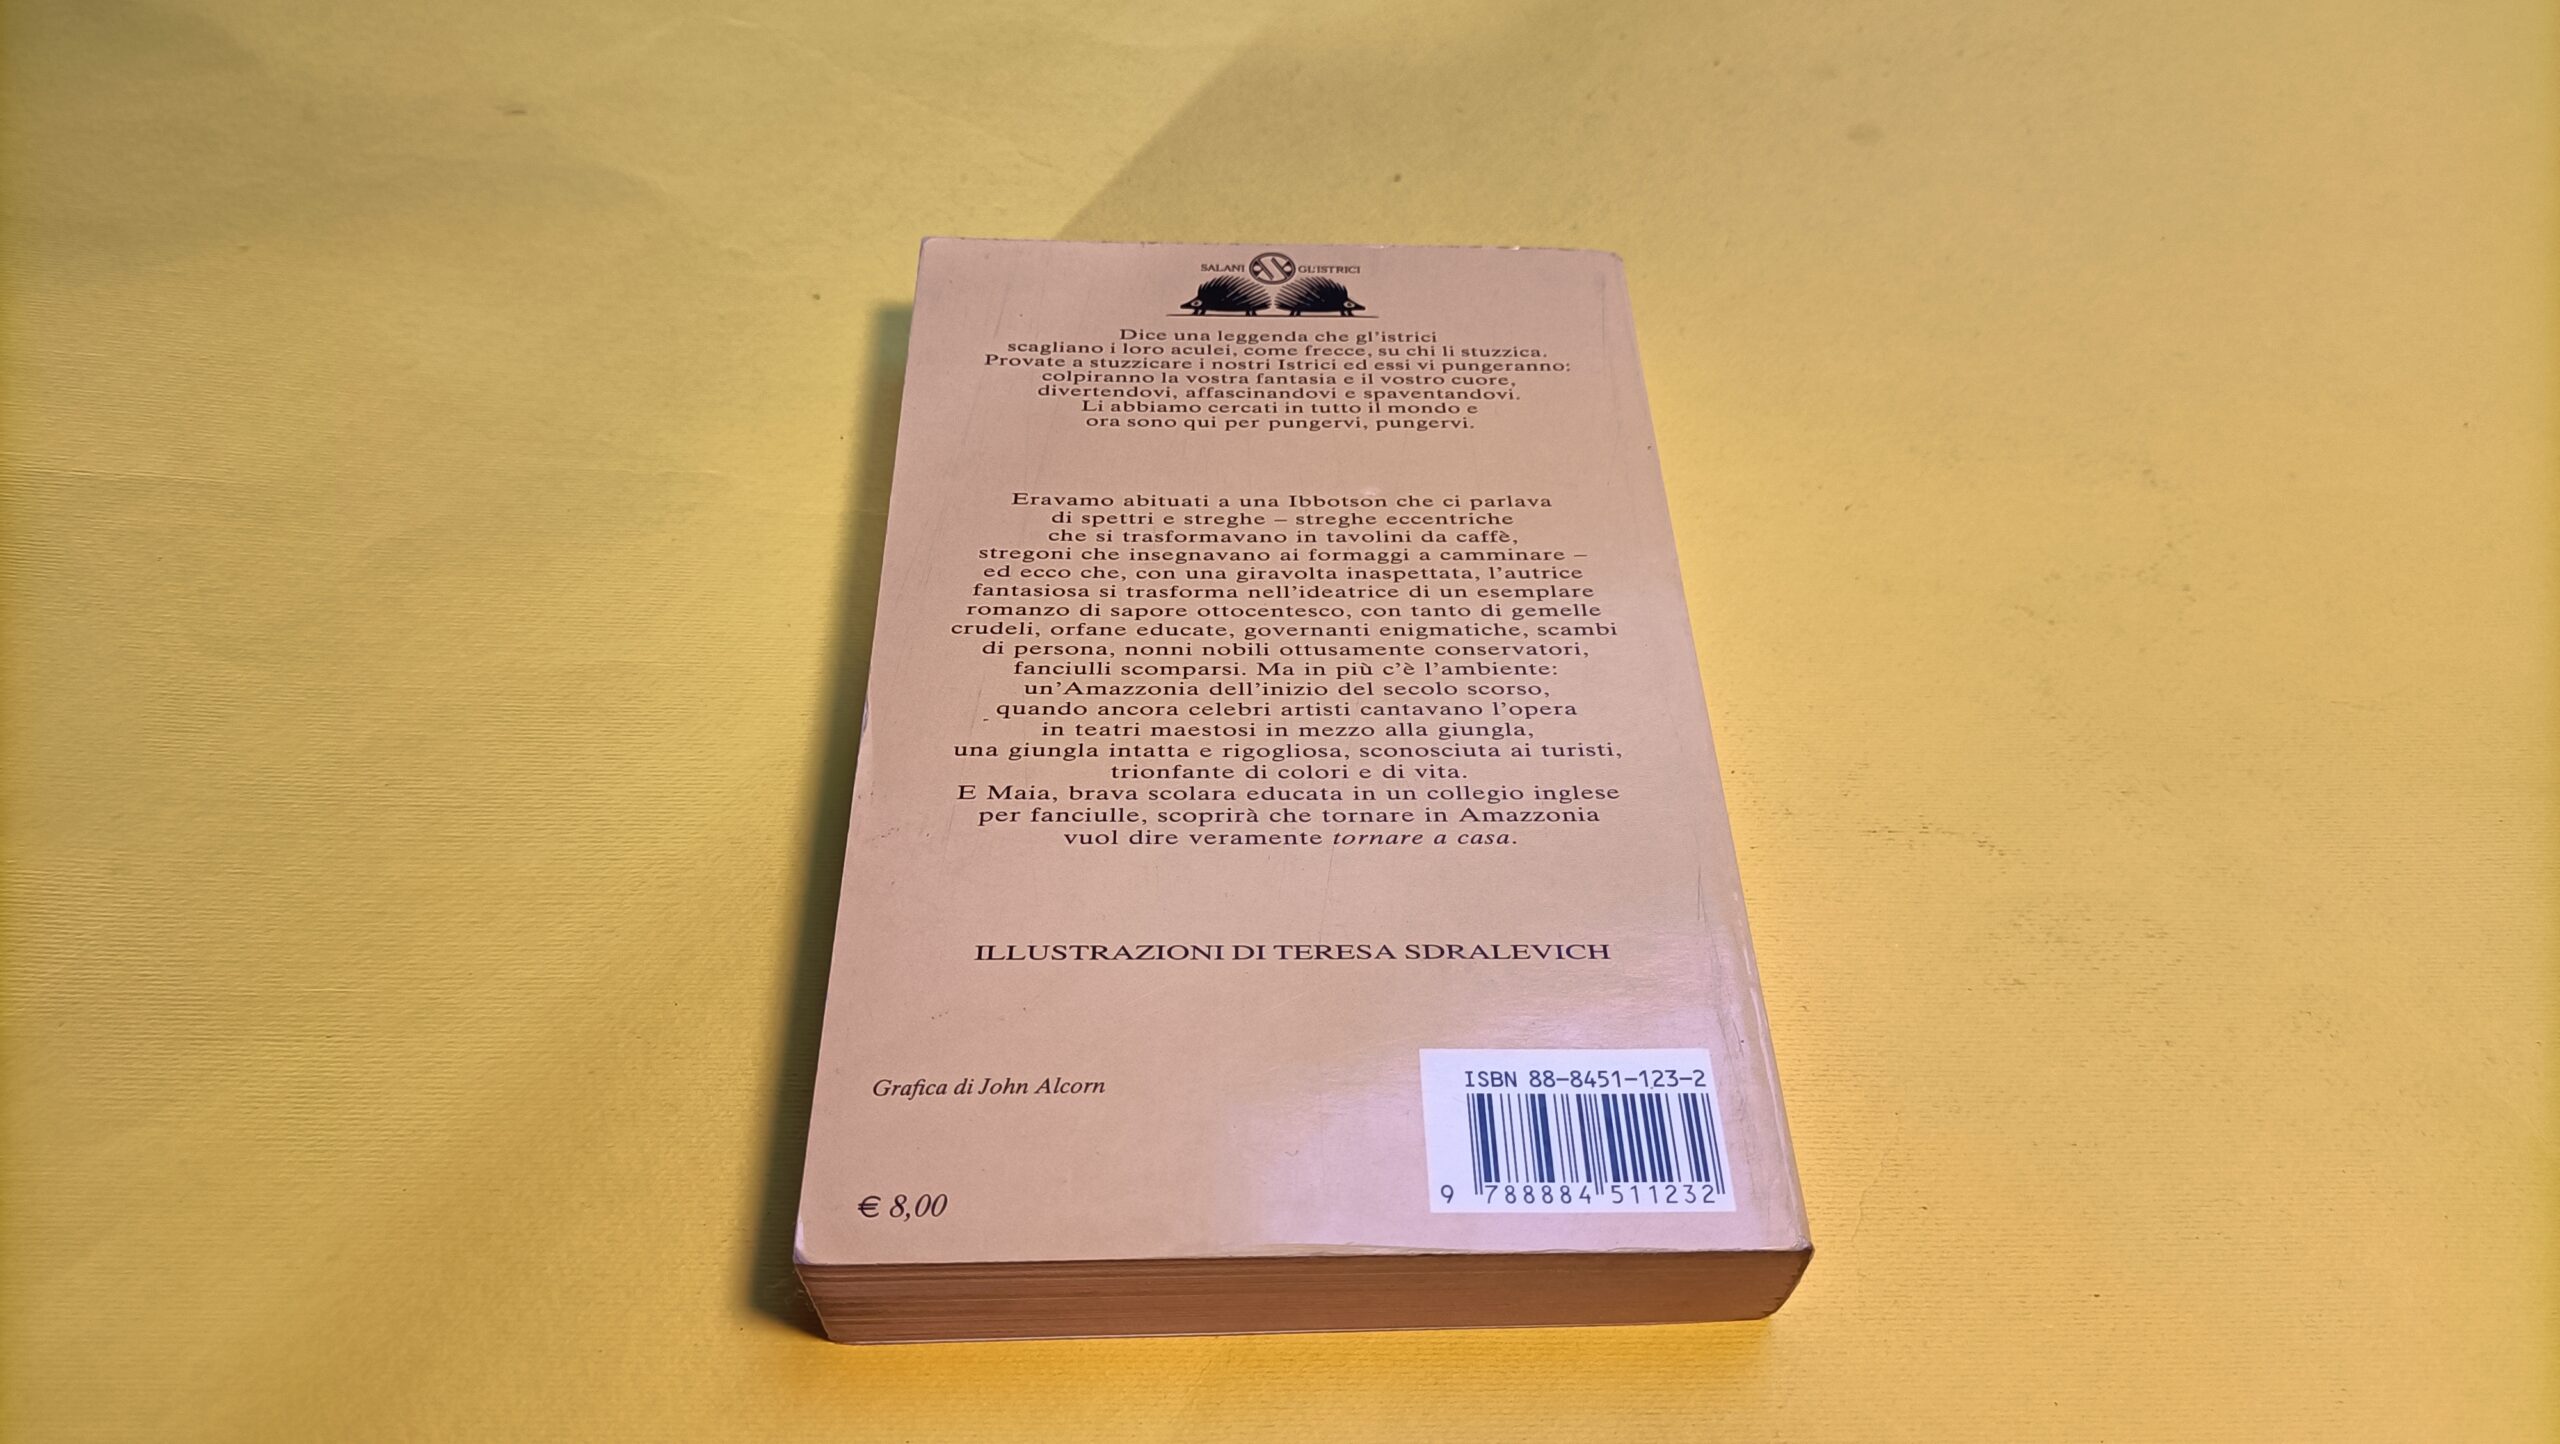 SALANI GL'ISTRICI
Dice una leggenda che gl'istrici
scagliano i loro aculei, come frecce, su chi li stuzzica.
Provate a stuzzicare i nostri Istrici ed essi vi pungeranno:
colpiranno la vostra fantasia e il vostro cuore,
divertendovi, affascinandovi e spaventandovi.
Li abbiamo cercati in tutto il mondo e
ora sono qui per pungervi, pungervi.
Eravamo abituati a una Ibbotson che ci parlava
di spettri e streghe – streghe eccentriche
che si trasformavano in tavolini da caffè,
stregoni che insegnavano ai formaggi a camminare –
ed ecco che, con una giravolta inaspettata, l'autrice
fantasiosa si trasforma nell'ideatrice di un esemplare
romanzo di sapore ottocentesco, con tanto di gemelle
crudeli, orfane educate, governanti enigmatiche, scambi
di persona, nonni nobili ottusamente conservatori,
fanciulli scomparsi. Ma in più c'è l'ambiente:
un'Amazzonia dell'inizio del secolo scorso,
quando ancora celebri artisti cantavano l'opera
in teatri maestosi in mezzo alla giungla,
una giungla intatta e rigogliosa, sconosciuta ai turisti,
trionfante di colori e di vita.
E Maia, brava scolara educata in un collegio inglese
per fanciulle, scoprirà che tornare in Amazzonia
vuol dire veramente tornare a casa.
ILLUSTRAZIONI DI TERESA SDRALEVICH
Grafica di John Alcorn
ISBN 88-8451-123-2
9 788884 511232
€ 8,00